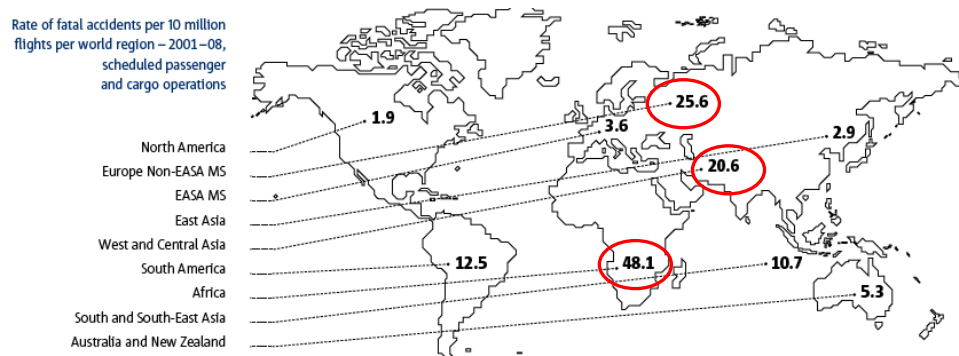 Rate of fatal accidents per 10 million
flights per world region – 2001–08,
scheduled passenger
and cargo operations
25.6
1.9
3.6
2.9
North America
Europe Non-EASA MS
20.6
EASA MS
East Asia
West and Central Asia
South America
12.5
48.1
10.7
Africa
5.3
South and South-East Asia
Australia and New Zealand